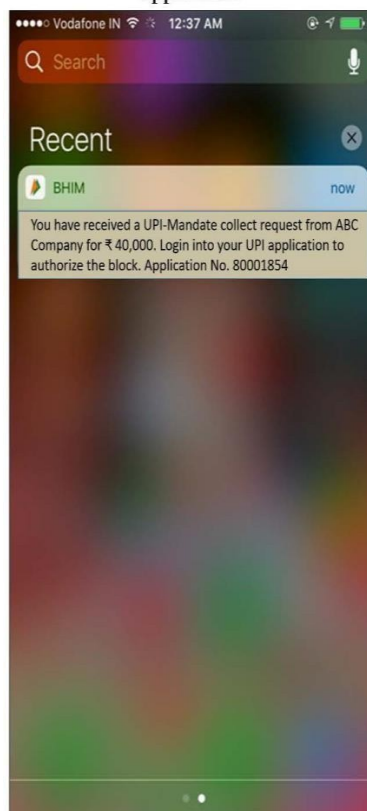 Vodafone IN 12:37 AM
Search
Recent
BHIM now
You have received a UPI-Mandate collect request from ABC
Company for ₹ 40,000. Login into your UPI application to
authorize the block. Application No. 80001854